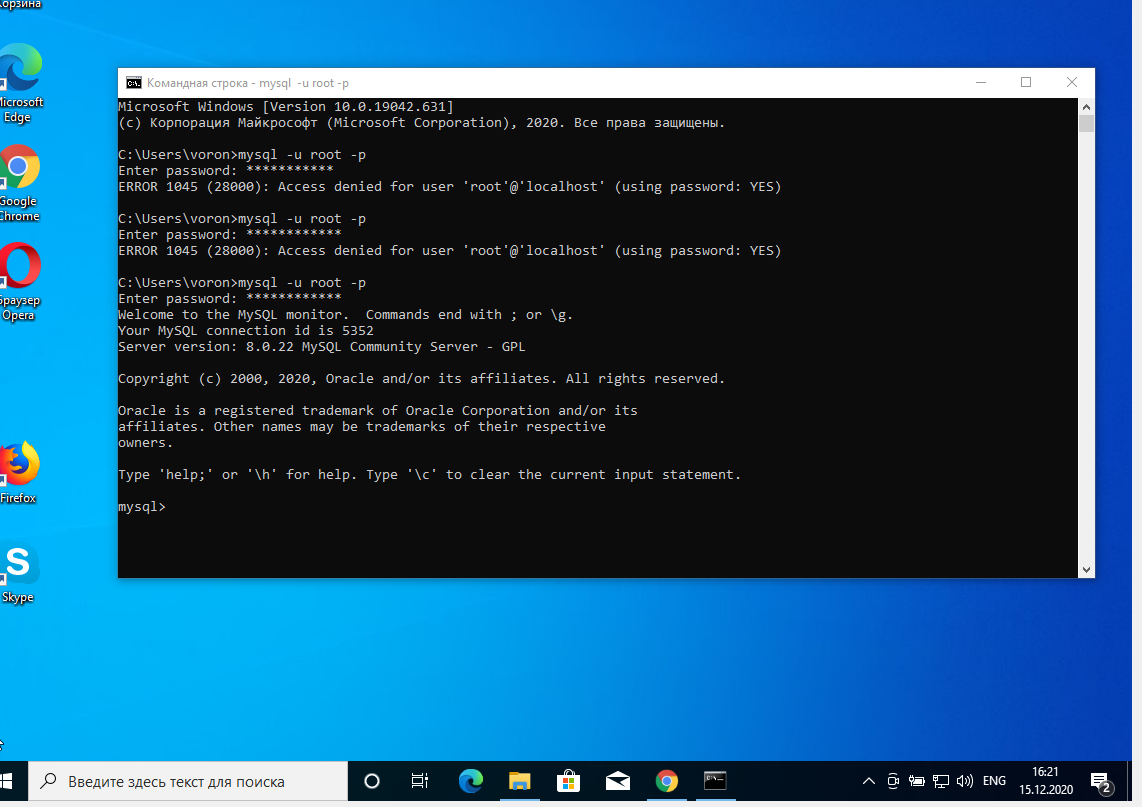 Корзина
Microsoft
Edge
Google
Chrome
Браузер
Opera
Firefox
S
Skype
Командная строка - mysql  -u root -p
Microsoft Windows [Version 10.0.19042.631]
(c) Корпорация Майкрософт (Microsoft Corporation), 2020. Все права защищены.
C:\Users\voron>mysql -u root -p
Enter password: ***********
ERROR 1045 (28000): Access denied for user 'root'@'localhost' (using password: YES)
C:\Users\voron>mysql -u root -p
Enter password: ************
ERROR 1045 (28000): Access denied for user 'root'@'localhost' (using password: YES)
C:\Users\voron>mysql -u root -p
Enter password: ************
Welcome to the MySQL monitor.  Commands end with ; or \g.
Your MySQL connection id is 5352
Server version: 8.0.22 MySQL Community Server - GPL
Copyright (c) 2000, 2020, Oracle and/or its affiliates. All rights reserved.
Oracle is a registered trademark of Oracle Corporation and/or its
affiliates. Other names may be trademarks of their respective
owners.
Type 'help;' or '\h' for help. Type '\c' to clear the current input statement.
mysql>
Введите здесь текст для поиска
ENG
16:21
15.12.2020
2